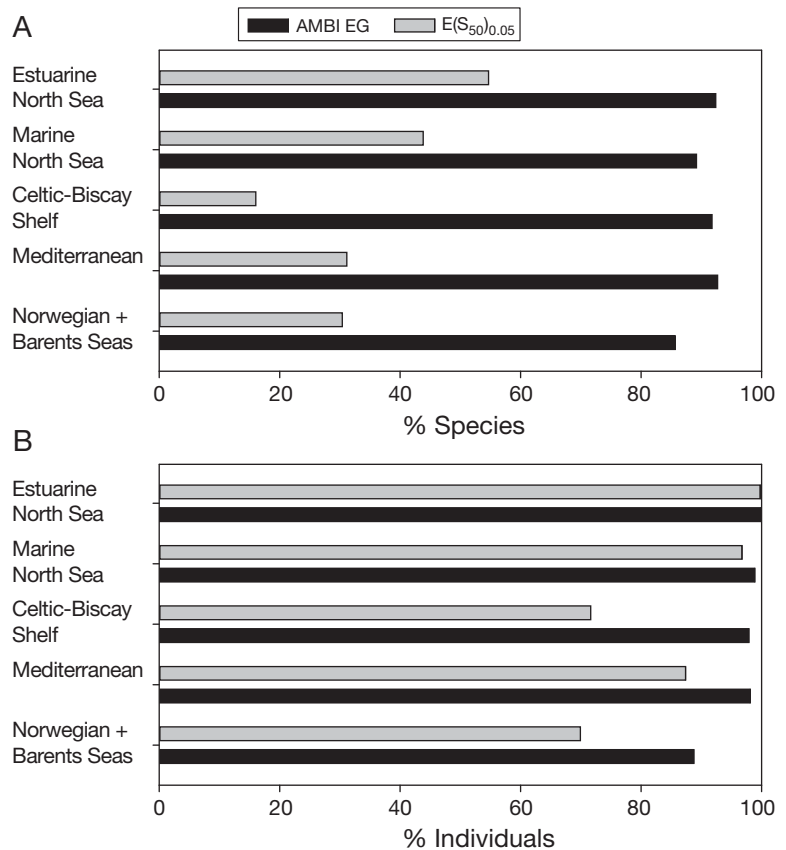 A
AMBI EG
E(S50)0.05
Estuarine
North Sea
Marine
North Sea
Celtic-Biscay
Shelf
Mediterranean
Norwegian +
Barents Seas
0 20 40 60 80 100
% Species
B
Estuarine
North Sea
Marine
North Sea
Celtic-Biscay
Shelf
Mediterranean
Norwegian +
Barents Seas
0 20 40 60 80 100
% Individuals